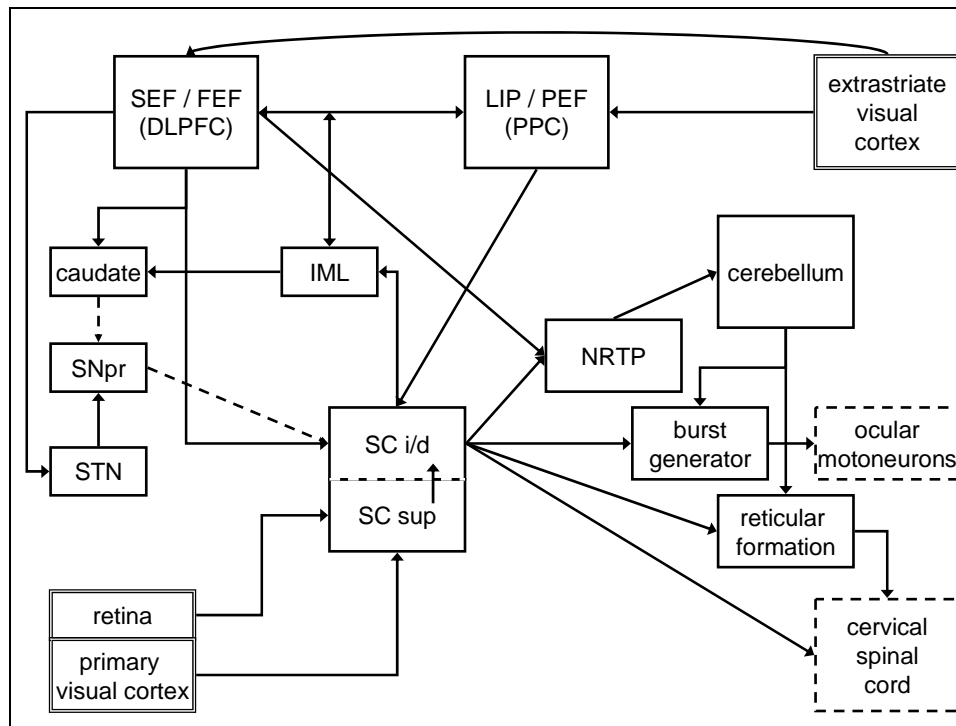 SEF / FEF
(DLPFC)
LIP / PEF
(PPC)
extrastriate
visual
cortex
caudate
IML
cerebellum
SNpr
NRTP
STN
SC i/d
SC sup
burst
generator
ocular
motoneurons
reticular
formation
retina
primary
visual cortex
cervical
spinal
cord